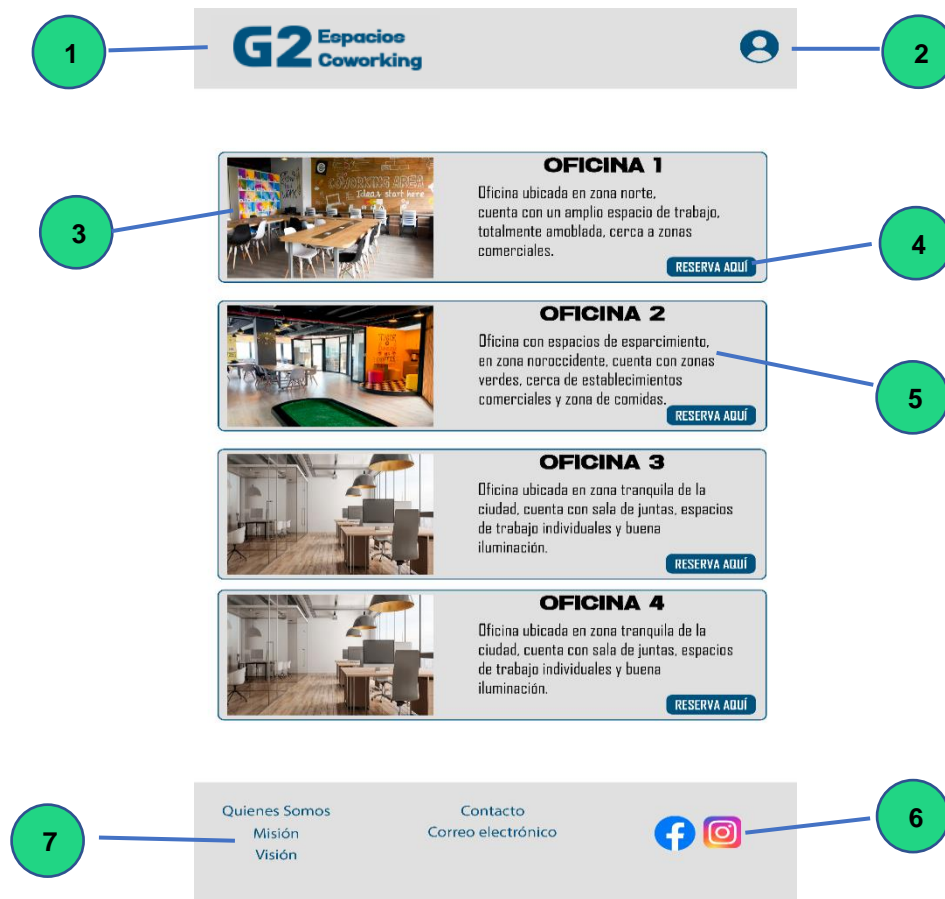 1
G2 Espacios
Coworking
2
3
COWORKING AREA
Ideas start here
OFICINA 1
Oficina ubicada en zona norte,
cuenta con un amplio espacio de trabajo,
totalmente amoblada, cerca a zonas
comerciales.
RESERVA AQUÍ
4
OFICINA 2
Oficina con espacios de esparcimiento,
en zona noroccidente, cuenta con zonas
verdes, cerca de establecimientos
comerciales y zona de comidas.
RESERVA AQUÍ
5
OFICINA 3
Oficina ubicada en zona tranquila de la
ciudad, cuenta con sala de juntas, espacios
de trabajo individuales y buena
iluminación.
RESERVA AQUÍ
OFICINA 4
Oficina ubicada en zona tranquila de la
ciudad, cuenta con sala de juntas, espacios
de trabajo individuales y buena
iluminación.
RESERVA AQUÍ
7
Quienes Somos
Misión
Visión
Contacto
Correo electrónico
6